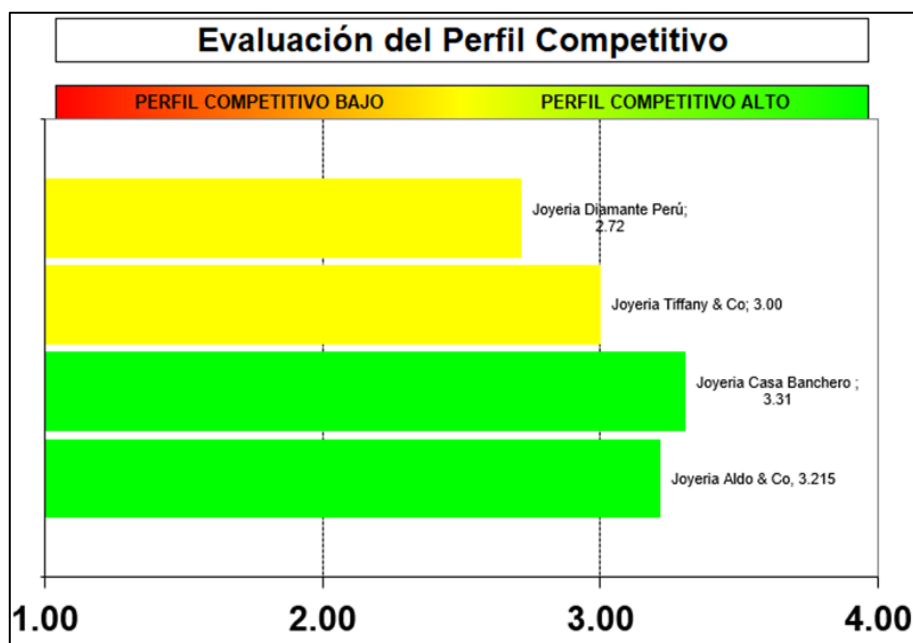 Evaluación del Perfil Competitivo
PERFIL COMPETITIVO BAJO
PERFIL COMPETITIVO ALTO
Joyeria Diamante Perú;
2.72
Joyeria Tiffany & Co; 3.00
Joyeria Casa Banchero ;
3.31
Joyeria Aldo & Co, 3.215
1.00
2.00
3.00
4.00